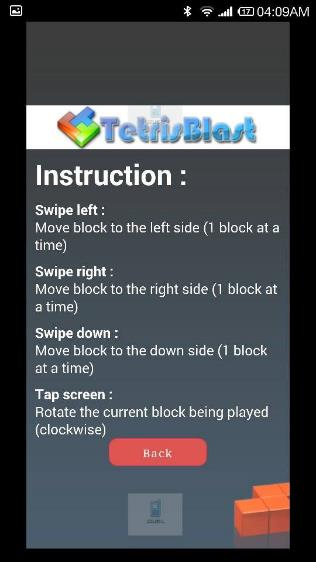 17 04:09AM
TetrisBlast
Instruction :
Swipe left :
Move block to the left side (1 block at a
time)
Swipe right :
Move block to the right side (1 block at
a time)
Swipe down :
Move block to the down side (1 block
at a time)
Tap screen :
Rotate the current block being played
(clockwise)
Back